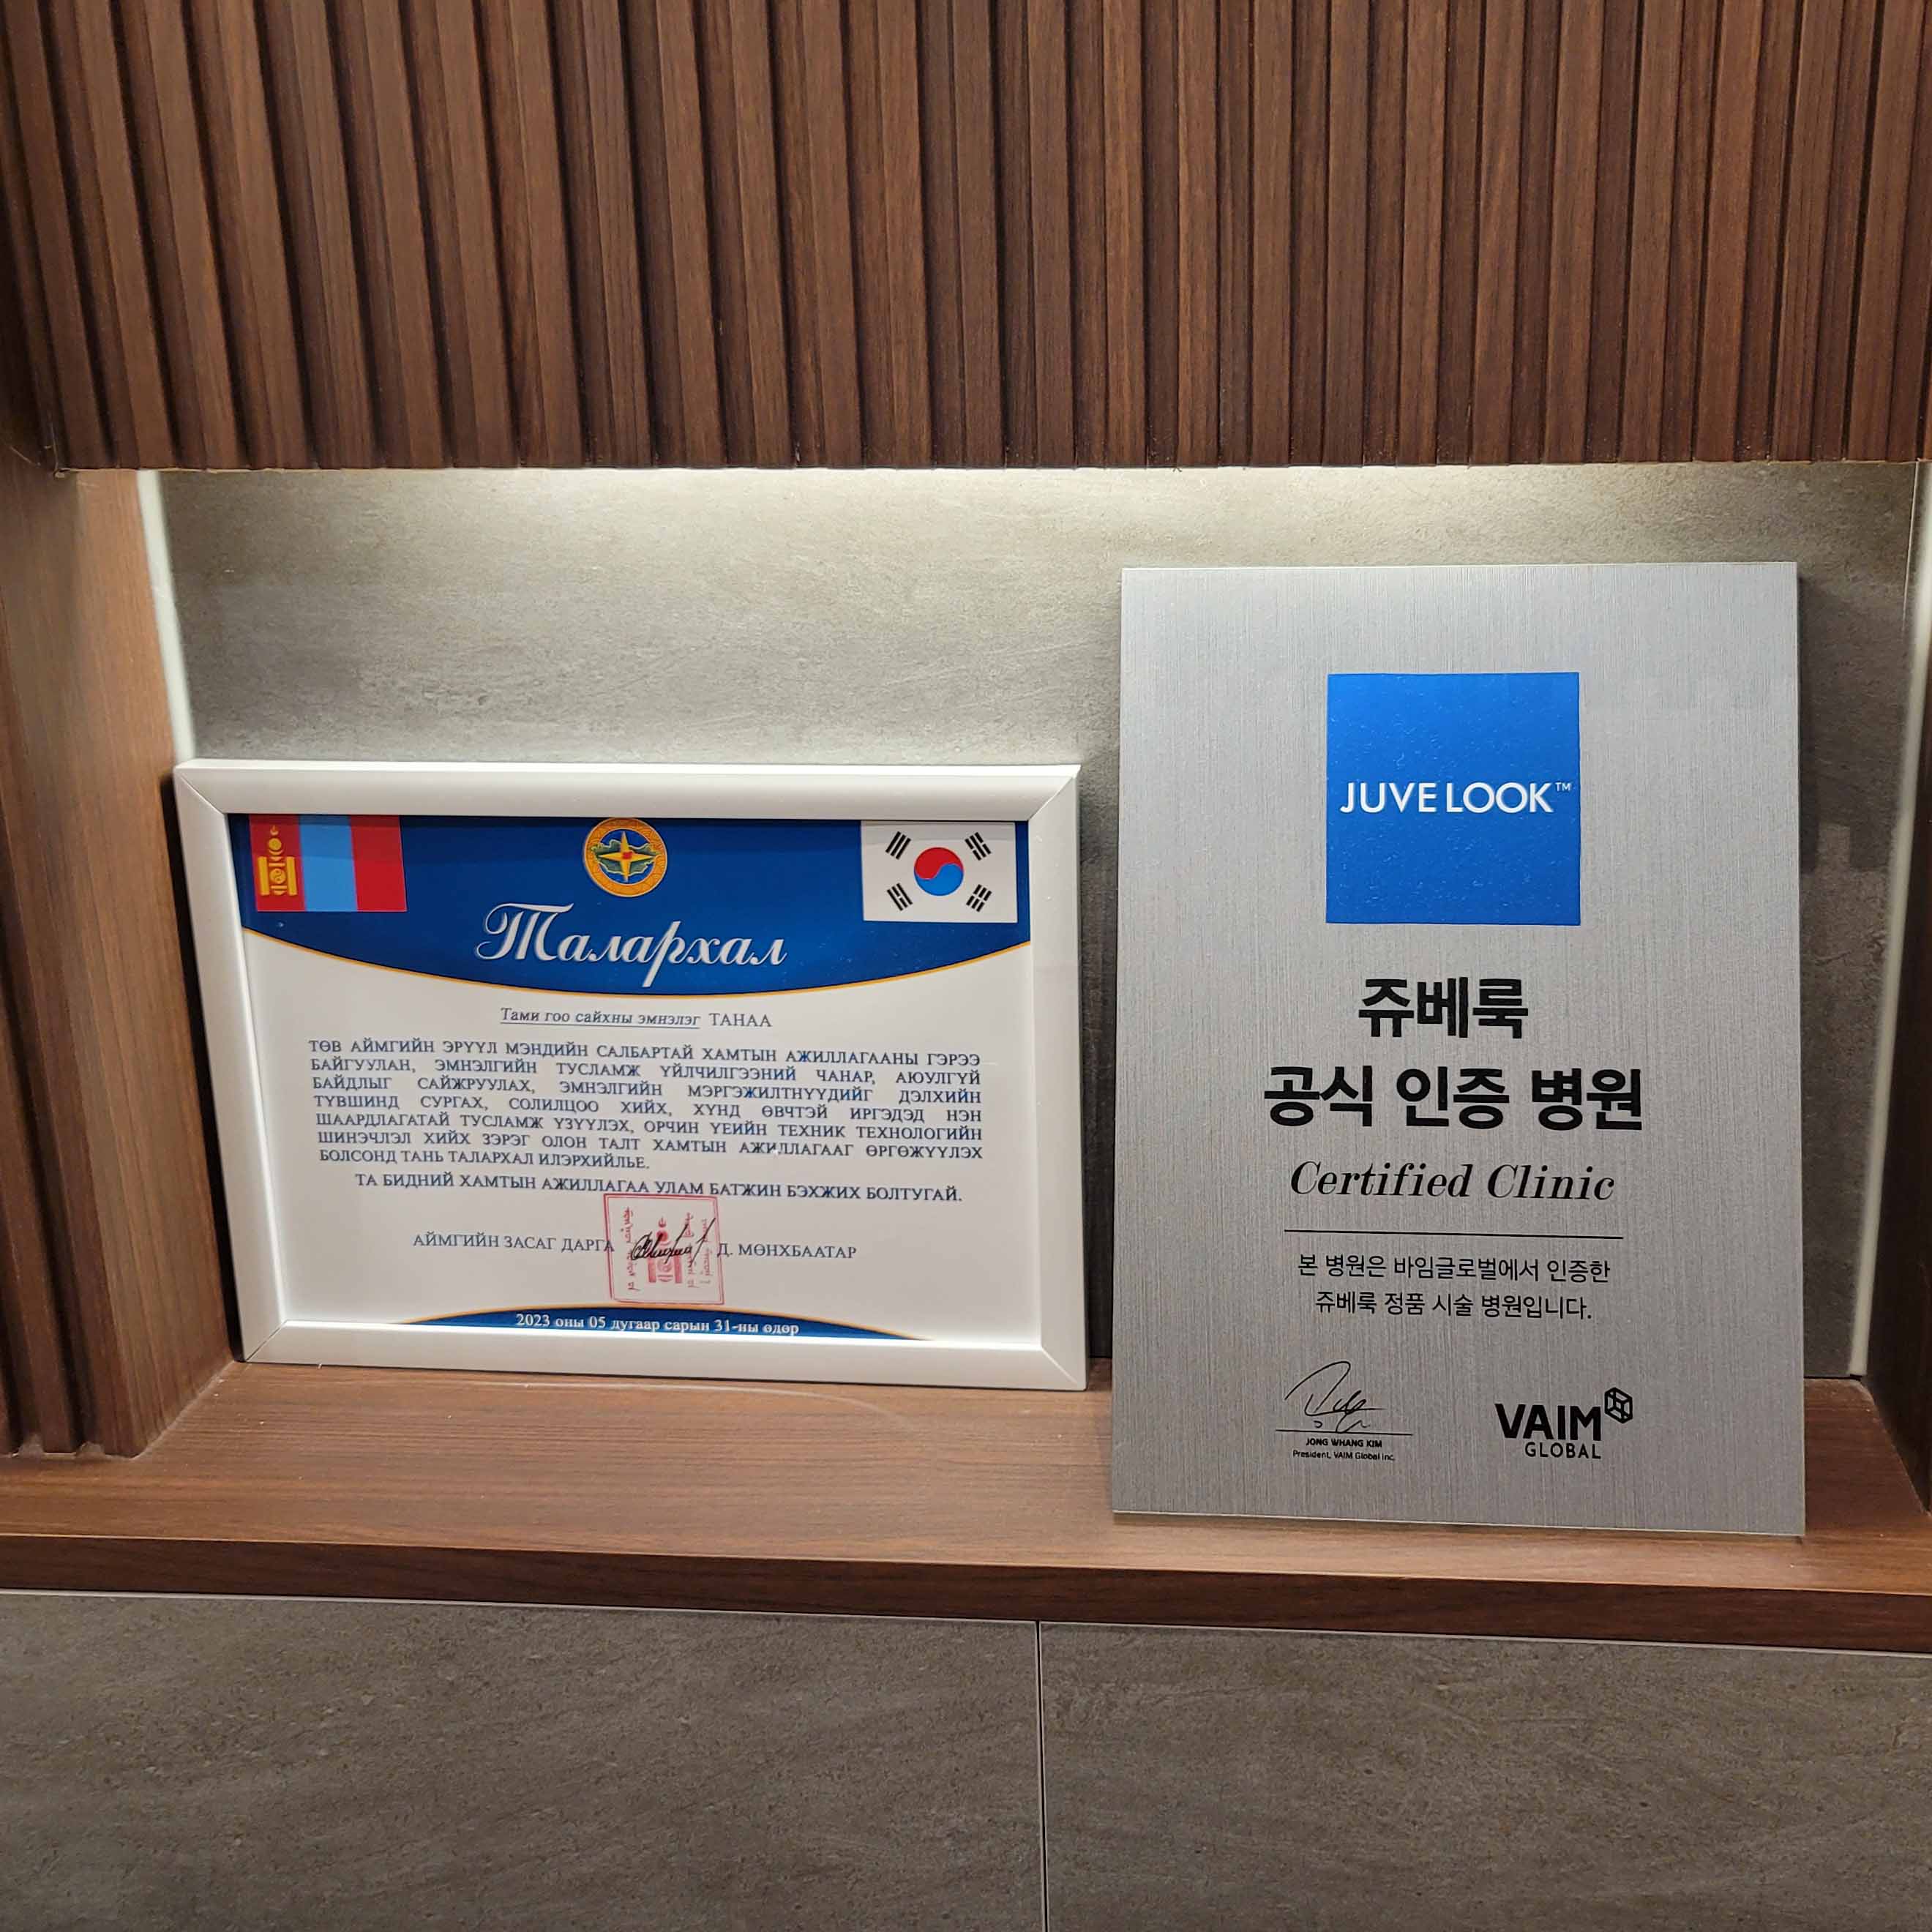 Талархал
Тами гоо сайхны эмнэлэг ТАНАА
ТӨВ АЙМГИЙН ЭРҮҮЛ МЭНДИЙН САЛБАРТАЙ ХАМТЫН АЖИЛЛАГААНЫ ГЭРЭЭ
БАЙГУУЛАН, ЭМНЭЛГИЙН ТУСЛАМЖ ҮЙЛЧИЛГЭЭНИЙ ЧАНАР, АЮУЛГҮЙ
БАЙДЛЫГ САЙЖРУУЛАХ, ЭМНЭЛГИЙН МЭРГЭЖИЛТНҮҮДИЙГ ДЭЛХИЙН
ТҮВШИНД СУРГАХ, СОЛИЛЦОО ХИЙХ, ХҮНД ӨВЧТЭЙ ИРГЭДЭД НЭН
ШААРДЛАГАТАЙ ТУСЛАМЖ ҮЗҮҮЛЭХ, ОРЧИН ҮЕИЙН ТЕХНИК ТЕХНОЛОГИЙН
ШИНЭЧЛЭЛ ХИЙХ ЗЭРЭГ ОЛОН ТАЛТ ХАМТЫН АЖИЛЛАГААГ ӨРГӨЖҮҮЛЭХ
БОЛСОНД ТАНЬ ТАЛАРХАЛ ИЛЭРХИЙЛЬЕ.
ТА БИДНИЙ ХАМТЫН АЖИЛЛАГАА УЛАМ БАТЖИН БЭХЖИХ БОЛТУГАЙ.
АЙМГИЙН ЗАСАГ ДАРГА Д. МӨНХБААТАР
2023 оны 05 дугаар сарын 31-ны өдөр
JUVELOOK™
쥬베룩
공식 인증 병원
Certified Clinic
본 병원은 바임글로벌에서 인증한
쥬베룩 정품 시술 병원입니다.
JONG WHANG KIM
President, VAIM Global Inc.
VAIM
GLOBAL